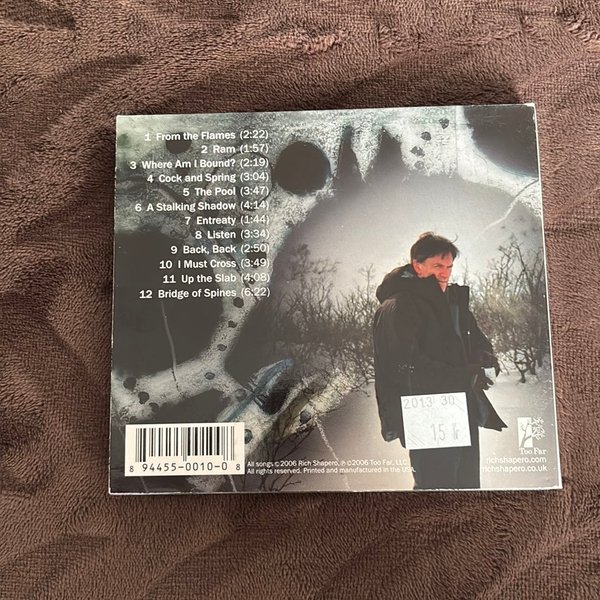 1 From the Flames (2:22)
2 Ram (1:57)
3 Where Am I Bound? (2:19)
4 Cock and Spring (3:04)
5 The Pool (3:47)
6 A Stalking Shadow (4:14)
7 Entreaty (1:44)
8 Listen (3:34)
9 Back, Back (2:50)
10 I Must Cross (3:49)
11 Up the Slab (4:08)
12 Bridge of Spines (6:22)
2013 30
15
8 94455-0010-0 8
All songs ©2006 Rich Shapero, ℗ ©2006 Too Far, LLC.
All rights reserved. Printed and manufactured in the USA.
Too Far
richshapero.com
richshapero.co.uk